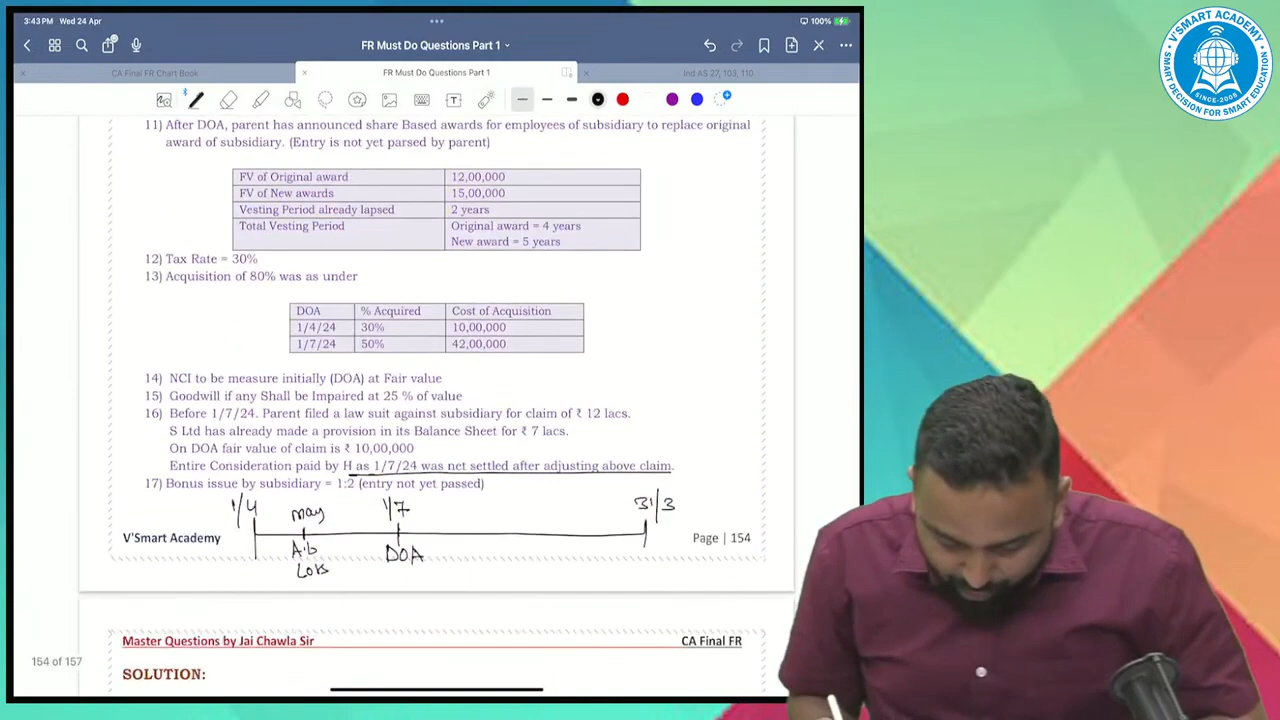 3:43 PM Wed 24 Apr
100%
FR Must Do Questions Part 1
CA Final FR Chart Book
FR Must Do Questions Part 1
Ind AS 27, 103, 110
11) After DOA, parent has announced share Based awards for employees of subsidiary to replace original
award of subsidiary. (Entry is not yet parsed by parent)
FV of Original award 12,00,000
FV of New awards 15,00,000
Vesting Period already lapsed 2 years
Total Vesting Period Original award = 4 years
New award = 5 years
12) Tax Rate = 30%
13) Acquisition of 80% was as under
DOA % Acquired Cost of Acquisition
1/4/24 30% 10,00,000
1/7/24 50% 42,00,000
14) NCI to be measure initially (DOA) at Fair value
15) Goodwill if any Shall be Impaired at 25 % of value
16) Before 1/7/24. Parent filed a law suit against subsidiary for claim of ₹ 12 lacs.
S Ltd has already made a provision in its Balance Sheet for ₹ 7 lacs.
On DOA fair value of claim is ₹ 10,00,000
Entire Consideration paid by H as 1/7/24 was net settled after adjusting above claim.
17) Bonus issue by subsidiary = 1:2 (entry not yet passed)
1/4 may 1/7 31/3
A.b DOA
Loss
V'Smart Academy
Page | 154
Master Questions by Jai Chawla Sir
CA Final FR
SOLUTION:
154 of 157
V'SMART ACADEMY
SINCE-2008
SMART DECISION FOR SMART EDUCATION